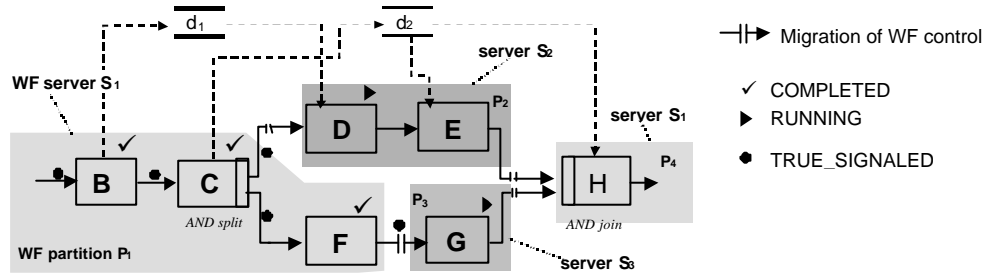 d1
d2
Migration of WF control
server S2
WF server S1
COMPLETED
RUNNING
TRUE_SIGNALED
P2
D
E
server S1
P4
B
C
H
AND split
AND join
P3
F
G
WF partition P1
server S3